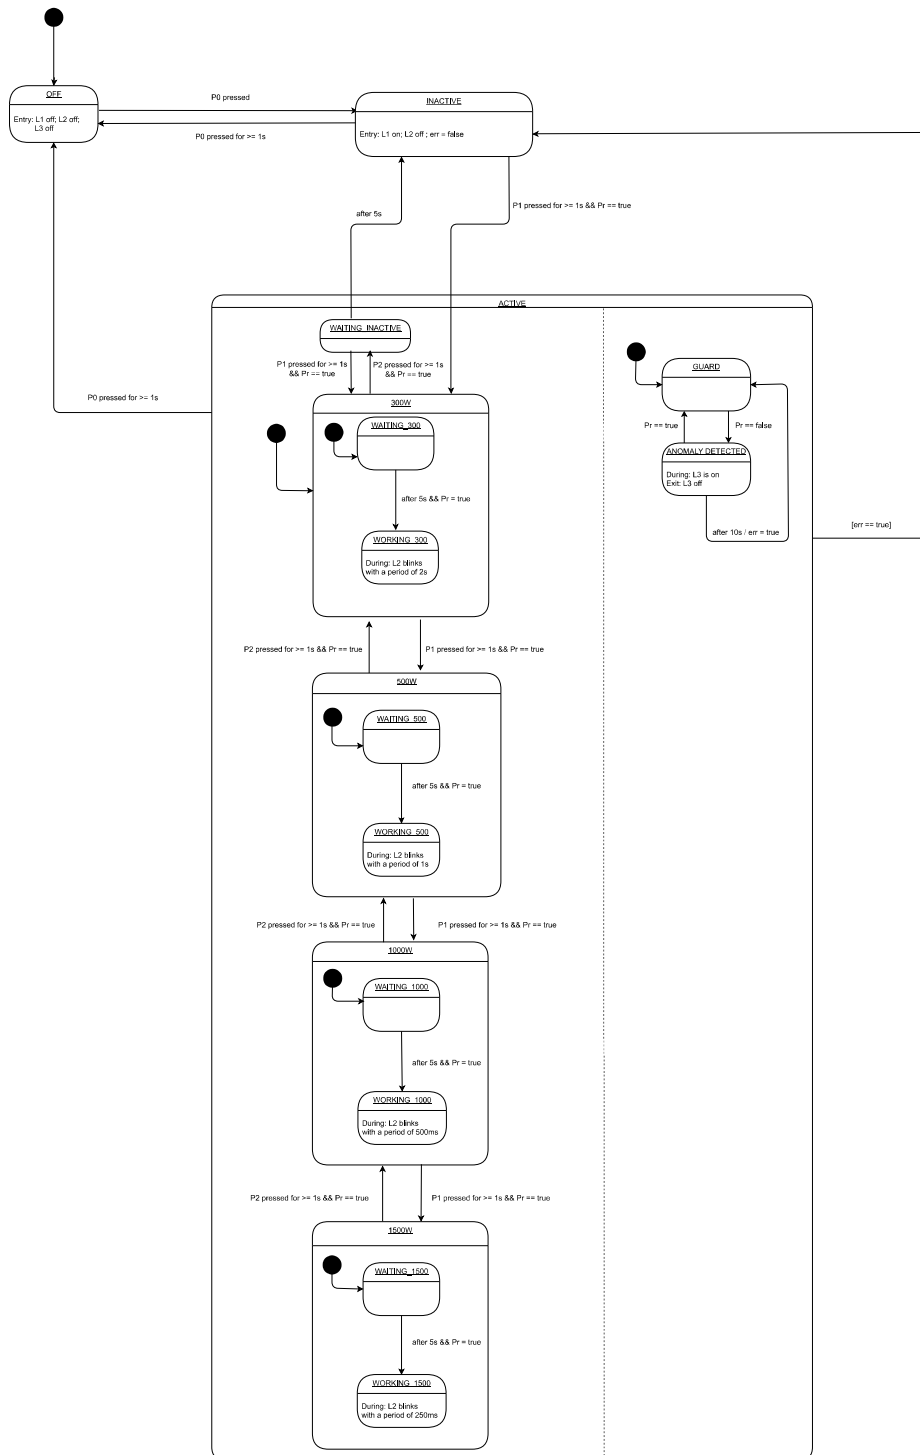 OFF
Entry: L1 off; L2 off;
L3 off
P0 pressed
P0 pressed for >= 1s
INACTIVE
Entry: L1 on; L2 off ; err = false
after 5s
P1 pressed for >= 1s && Pr == true
ACTIVE
WAITING_INACTIVE
P1 pressed for >= 1s
&& Pr == true
P2 pressed for >= 1s
&& Pr == true
P0 pressed for >= 1s
300W
WAITING_300
after 5s && Pr = true
WORKING_300
During: L2 blinks
with a period of 2s
GUARD
Pr == true
Pr == false
ANOMALY DETECTED
During: L3 is on
Exit: L3 off
after 10s / err = true
[err == true]
P2 pressed for >= 1s && Pr == true
P1 pressed for >= 1s && Pr == true
500W
WAITING_500
after 5s && Pr = true
WORKING_500
During: L2 blinks
with a period of 1s
P2 pressed for >= 1s && Pr == true
P1 pressed for >= 1s && Pr == true
1000W
WAITING_1000
after 5s && Pr = true
WORKING_1000
During: L2 blinks
with a period of 500ms
P2 pressed for >= 1s && Pr == true
P1 pressed for >= 1s && Pr == true
1500W
WAITING_1500
after 5s && Pr = true
WORKING_1500
During: L2 blinks
with a period of 250ms